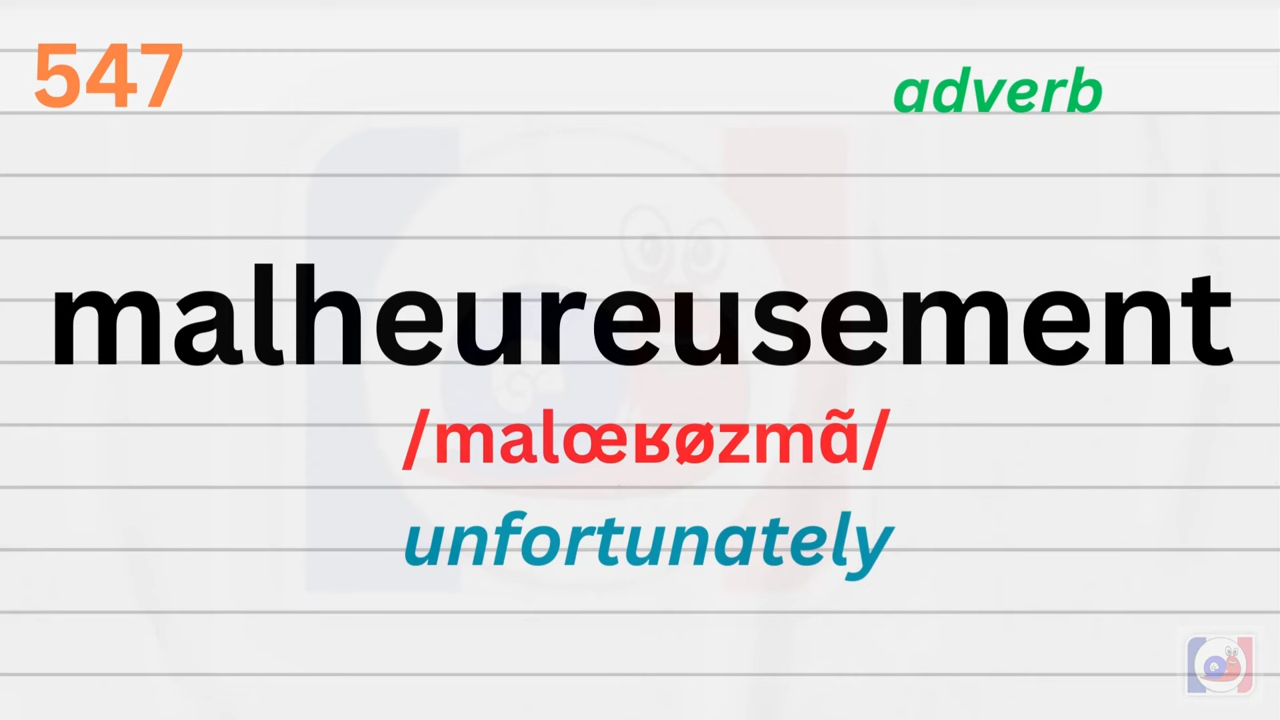 547
adverb
malheureusement
/malœʁøzmɑ̃/
unfortunately